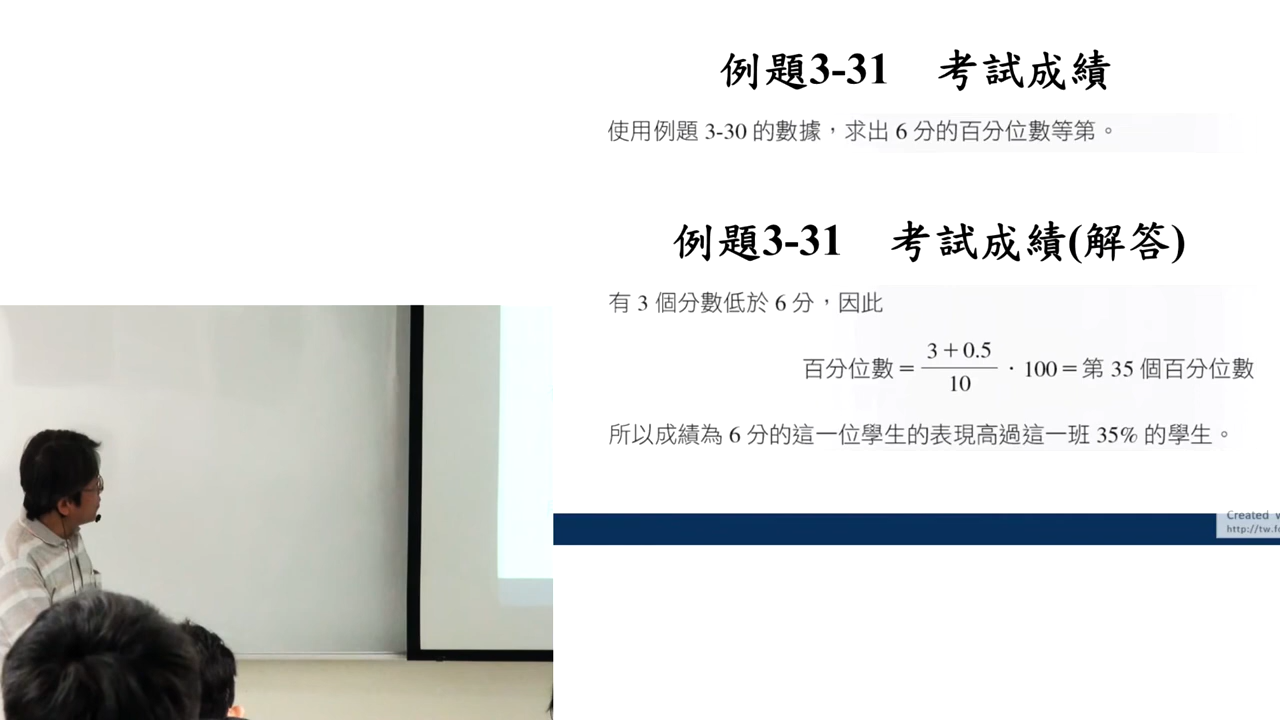 例題3-31 考試成績
使用例題 3-30 的數據，求出 6 分的百分位數等第。
例題3-31 考試成績(解答)
有 3 個分數低於 6 分，因此
百分位數 = 3 + 0.5 / 10 · 100 = 第 35 個百分位數
所以成績為 6 分的這一位學生的表現高過這一班 35% 的學生。
Created
http://tw.f